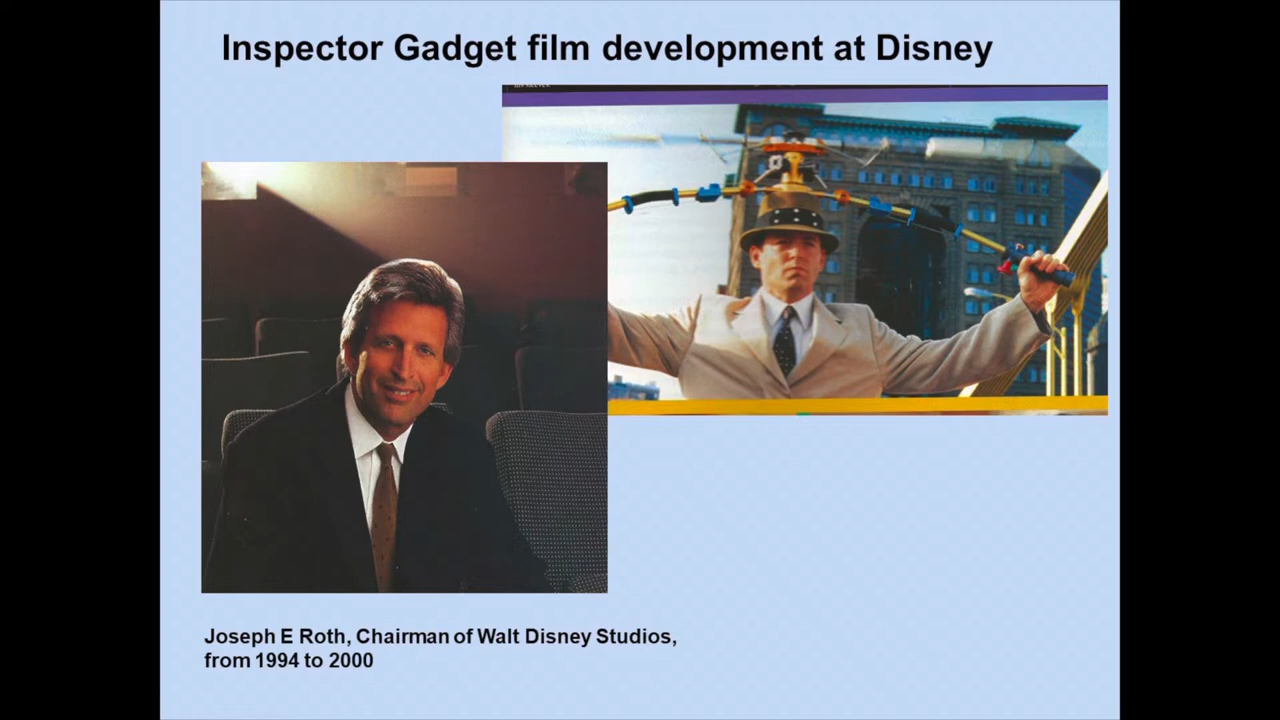 Inspector Gadget film development at Disney
Joseph E Roth, Chairman of Walt Disney Studios,
from 1994 to 2000